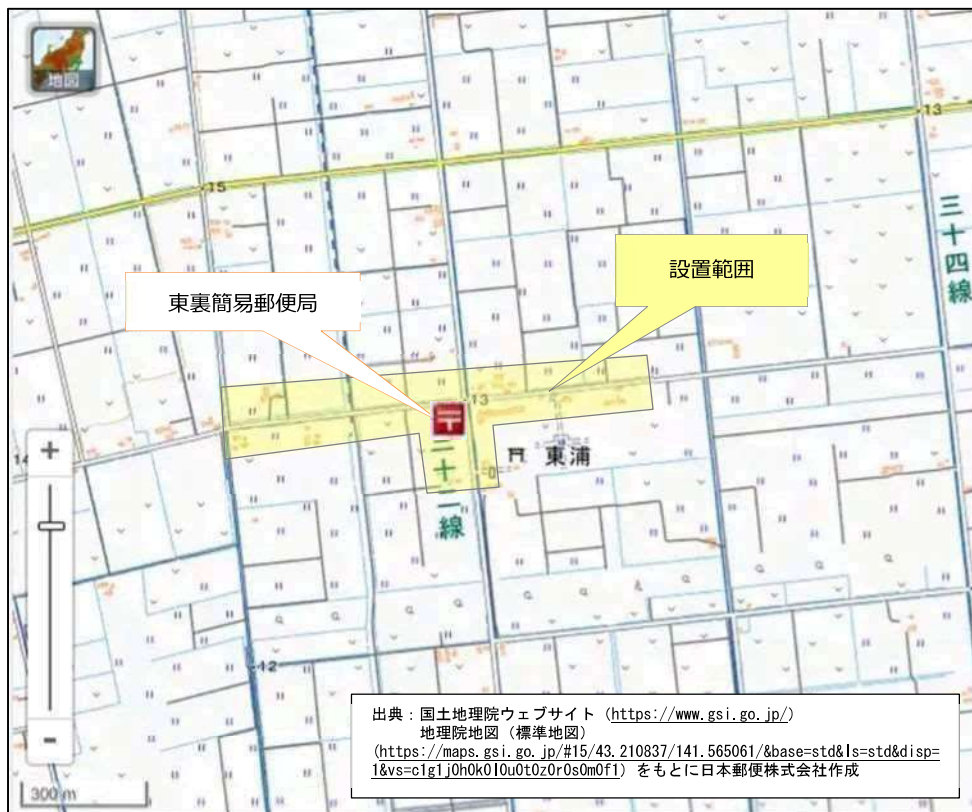 地図
13
15
三十四線
設置範囲
東裏簡易郵便局
13
〒
東浦
三十二線
14
+
12
-
300 m
出典：国土地理院ウェブサイト（https://www.gsi.go.jp/）
地理院地図（標準地図）
（https://maps.gsi.go.jp/#15/43.210837/141.565061/&base=std&ls=std&disp=
1&vs=c1g1j0h0k0l0u0t0z0r0s0m0f1）をもとに日本郵便株式会社作成